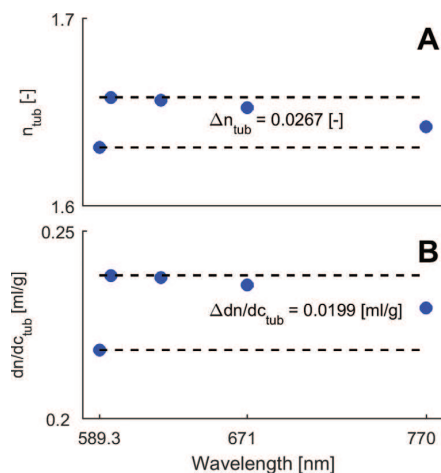 1.7
A
n_tub [-]
Δn_tub = 0.0267 [-]
1.6
0.25
B
dn/dc_tub [ml/g]
Δdn/dc_tub = 0.0199 [ml/g]
0.2
589.3 671 770
Wavelength [nm]